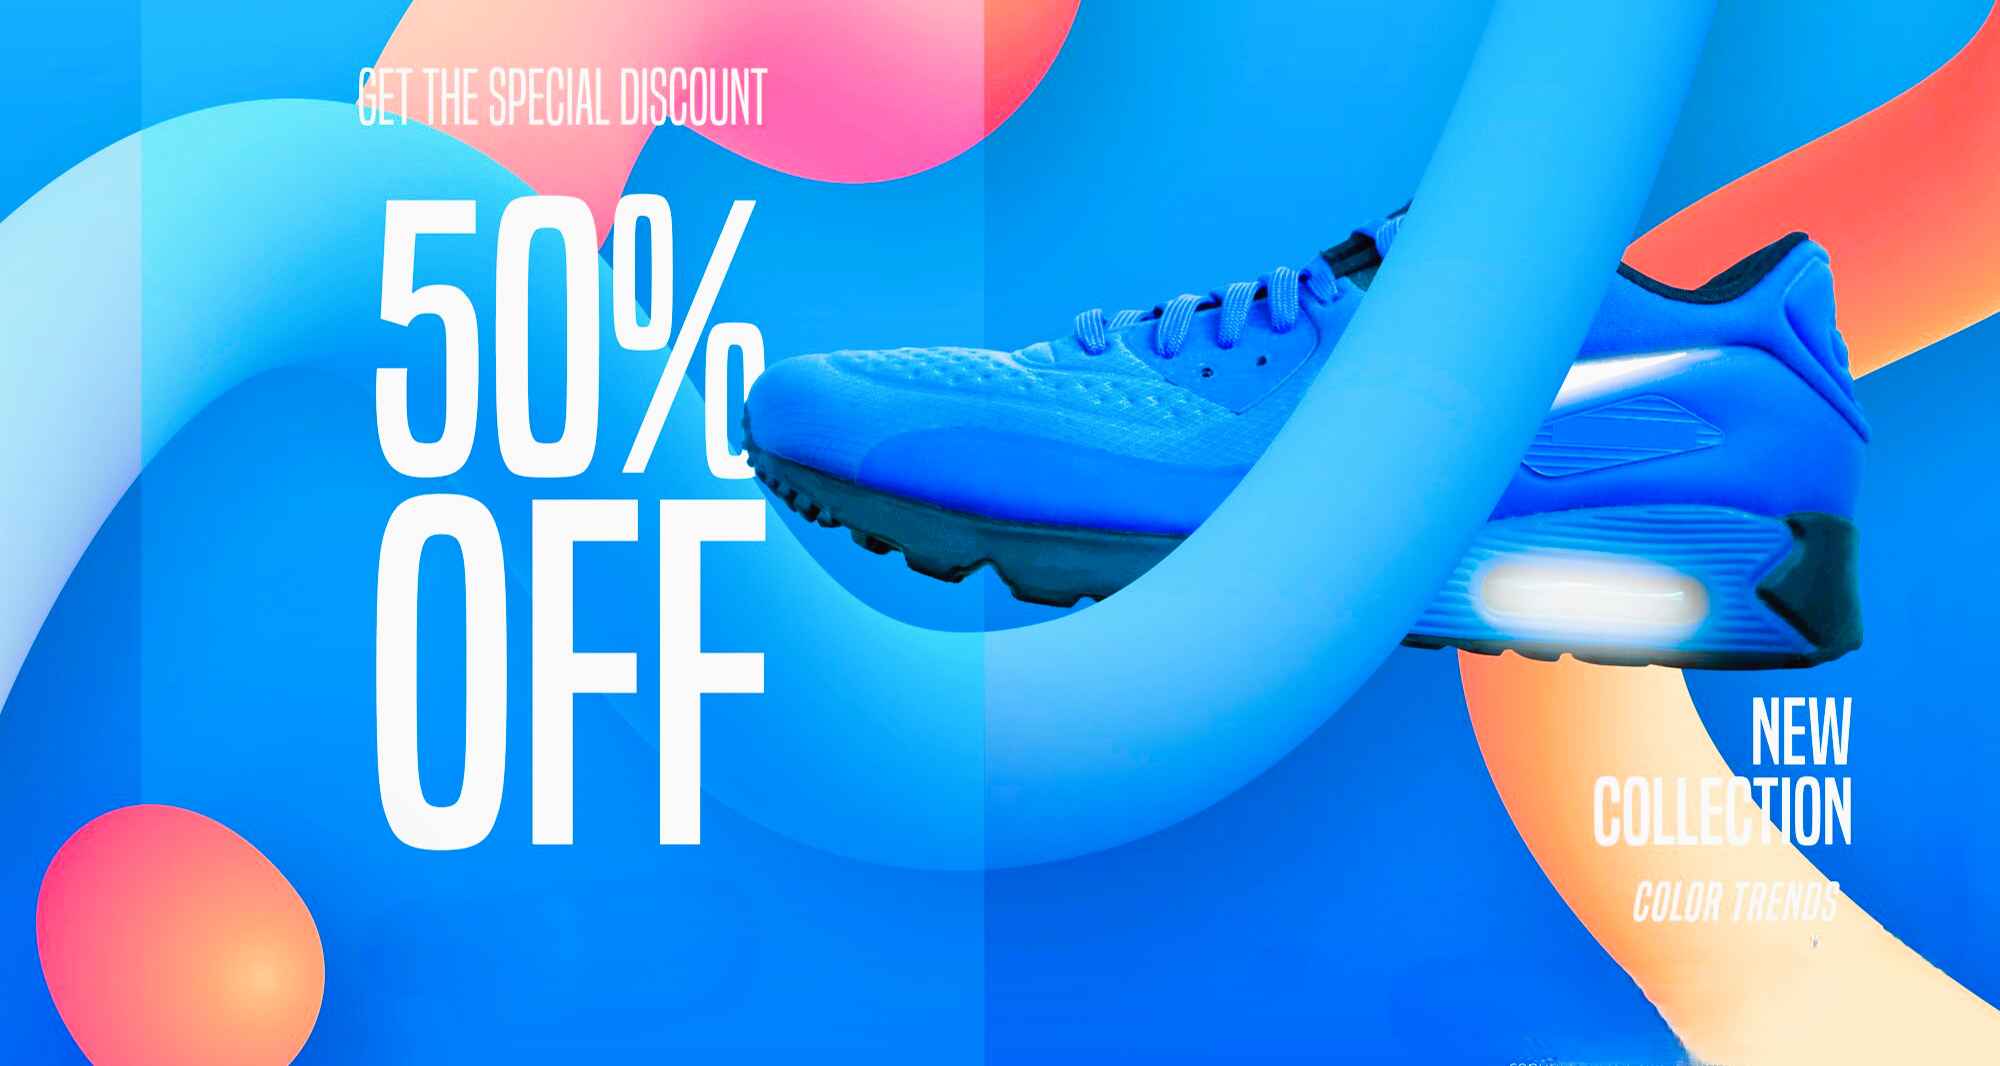 GET THE SPECIAL DISCOUNT
50%
OFF
NEW
COLLECTION
COLOR TRENDS